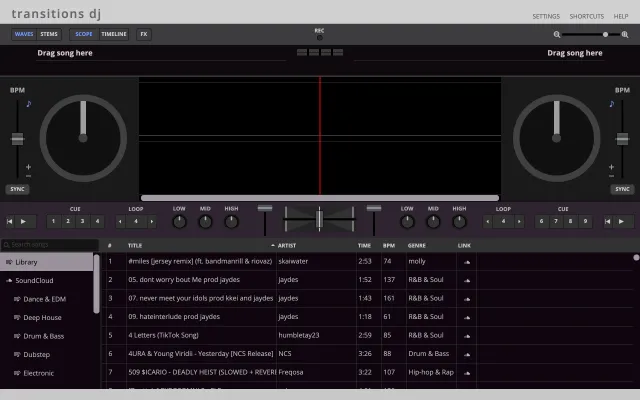 transitions dj
SETTINGS SHORTCUTS HELP
WAVES STEMS SCOPE TIMELINE FX REC
Drag song here Drag song here
BPM BPM
+ +
− −
SYNC SYNC
CUE LOOP LOW MID HIGH LOW MID HIGH LOOP CUE
1 2 3 4 4 4 6 7 8 9
Search songs
# TITLE ARTIST TIME BPM GENRE LINK
Library
1 #miles [jersey remix] (ft. bandmanrill & riovaz) skaiwater 2:53 74 molly
SoundCloud
2 05. dont worry bout Me prod jaydes jaydes 1:52 137 R&B & Soul
Dance & EDM
3 07. never meet your idols prod kkei and jaydes jaydes 1:43 161 R&B & Soul
Deep House
4 09. hateinterlude prod jaydes jaydes 1:18 61 R&B & Soul
Drum & Bass
5 4 Letters (TikTok Song) humbletay23 2:59 85 R&B & Soul
Dubstep
6 4URA & Young Viridii - Yesterday [NCS Release] NCS 3:26 88 Drum & Bass
Electronic
7 509 $ICARIO - DEADLY HEIST (SLOWED + REVERB Freqosa 3:22 107 Hip-hop & Rap